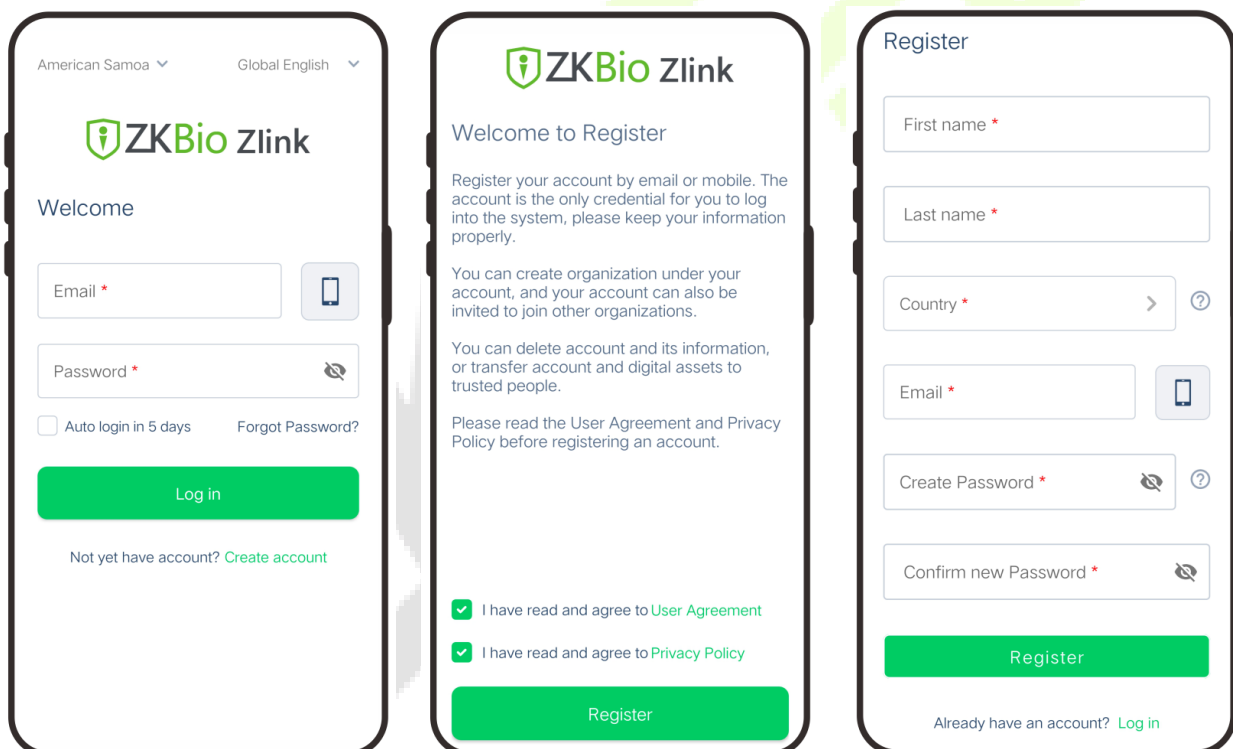 American Samoa Global English
ZKBio Zlink
Welcome
Email *
Password *
Auto login in 5 days Forgot Password?
Log in
Not yet have account? Create account
ZKBio Zlink
Welcome to Register
Register your account by email or mobile. The
account is the only credential for you to log
into the system, please keep your information
properly.
You can create organization under your
account, and your account can also be
invited to join other organizations.
You can delete account and its information,
or transfer account and digital assets to
trusted people.
Please read the User Agreement and Privacy
Policy before registering an account.
I have read and agree to User Agreement
I have read and agree to Privacy Policy
Register
Register
First name *
Last name *
Country *
Email *
Create Password *
Confirm new Password *
Register
Already have an account? Log in